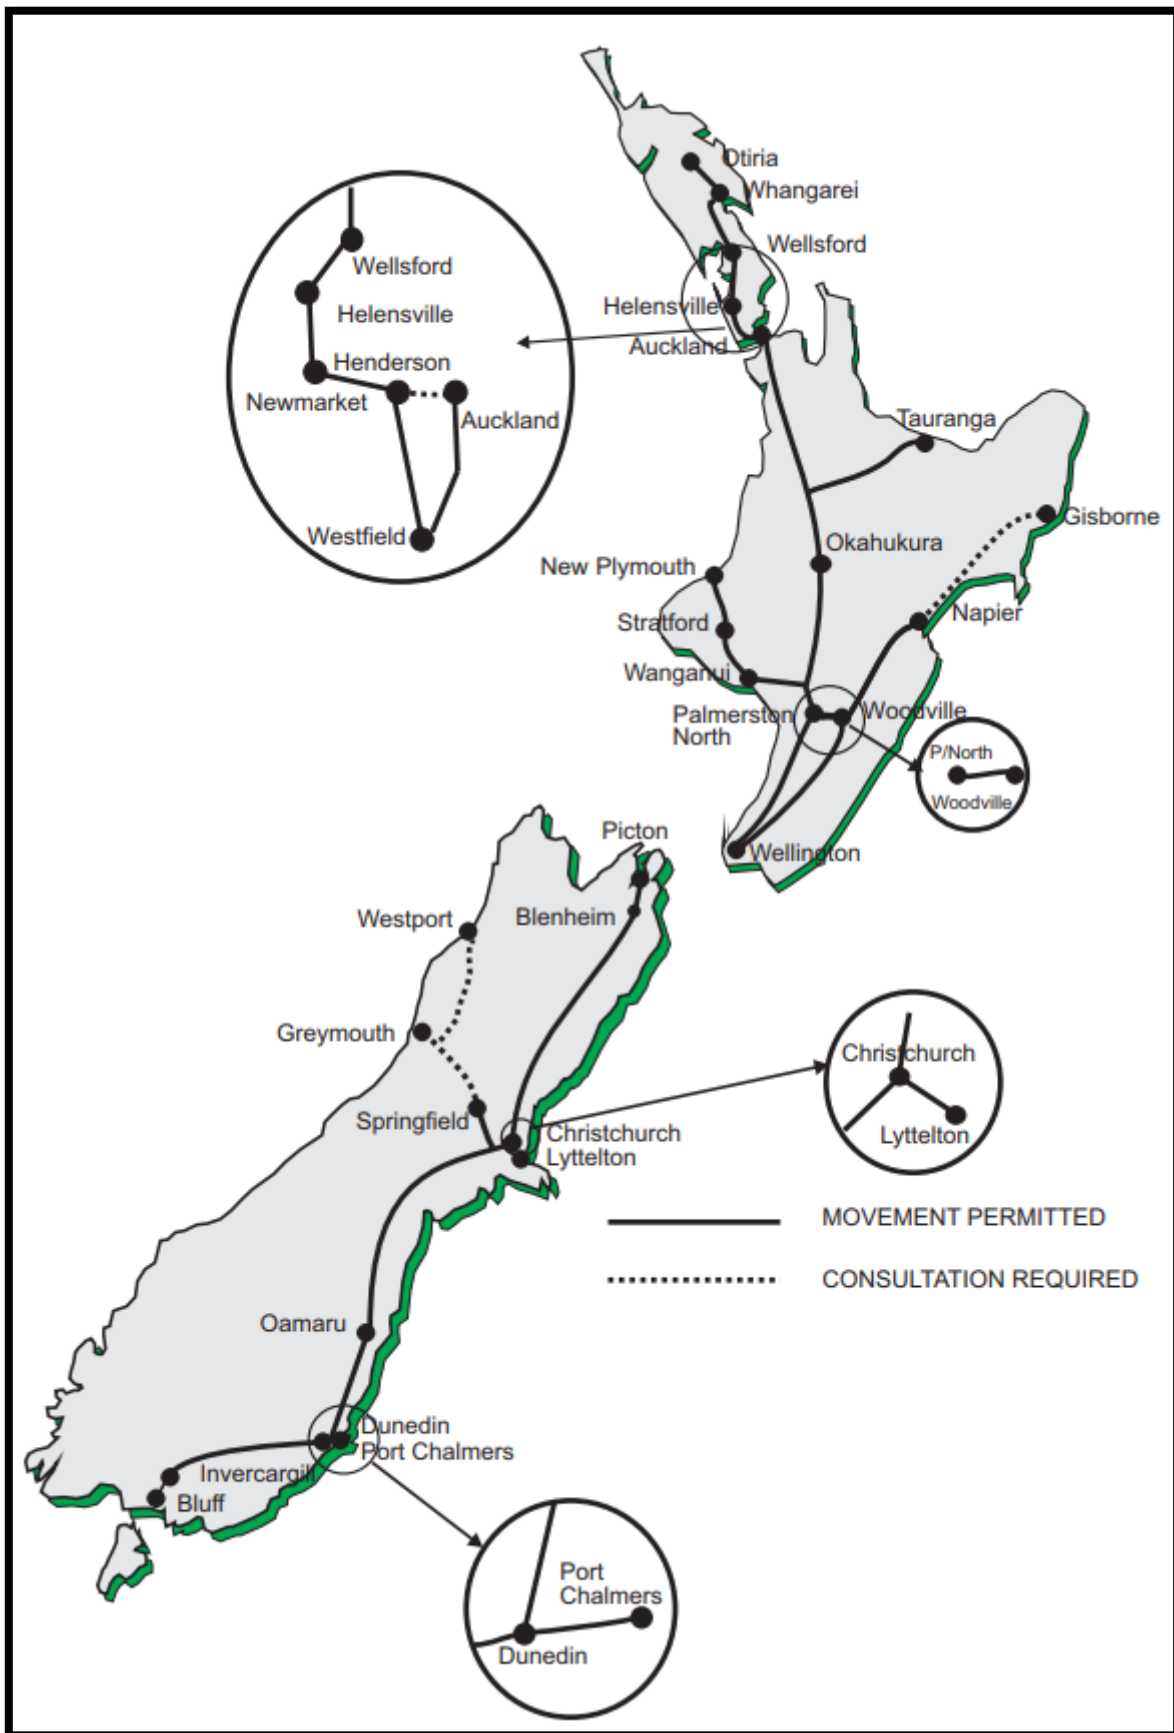 Otiria
Whangarei
Wellsford
Helensville
Auckland
Wellsford
Helensville
Henderson
Newmarket
Auckland
Westfield
Tauranga
Gisborne
Okahukura
New Plymouth
Napier
Stratford
Wanganui
Palmerston
North
Woodville
P/North
Woodville
Wellington
Picton
Blenheim
Westport
Greymouth
Springfield
Christchurch
Lyttelton
Christchurch
Lyttelton
MOVEMENT PERMITTED
CONSULTATION REQUIRED
Oamaru
Dunedin
Port Chalmers
Invercargill
Bluff
Port
Chalmers
Dunedin